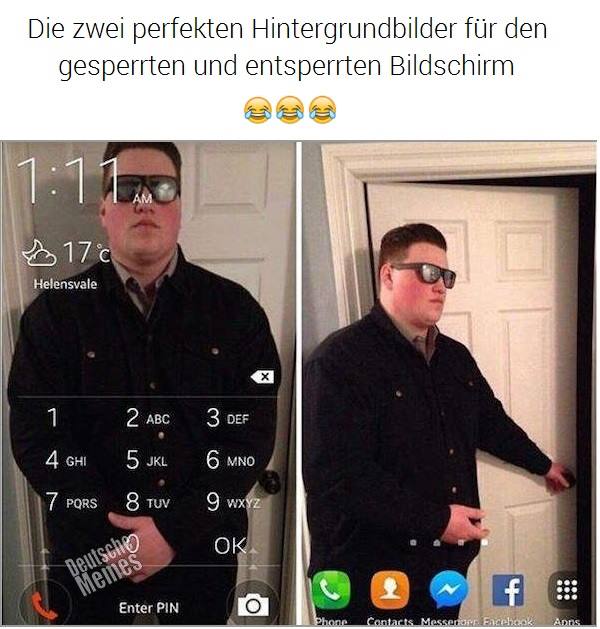 Die zwei perfekten Hintergrundbilder für den
gesperrten und entsperrten Bildschirm
😂😂😂
1:11 AM
17°C
Helensvale
1 2 ABC 3 DEF
4 GHI 5 JKL 6 MNO
7 PQRS 8 TUV 9 WXYZ
0 OK
Deutsche
Memes
Enter PIN
Phone Contacts Messenger Facebook Apps